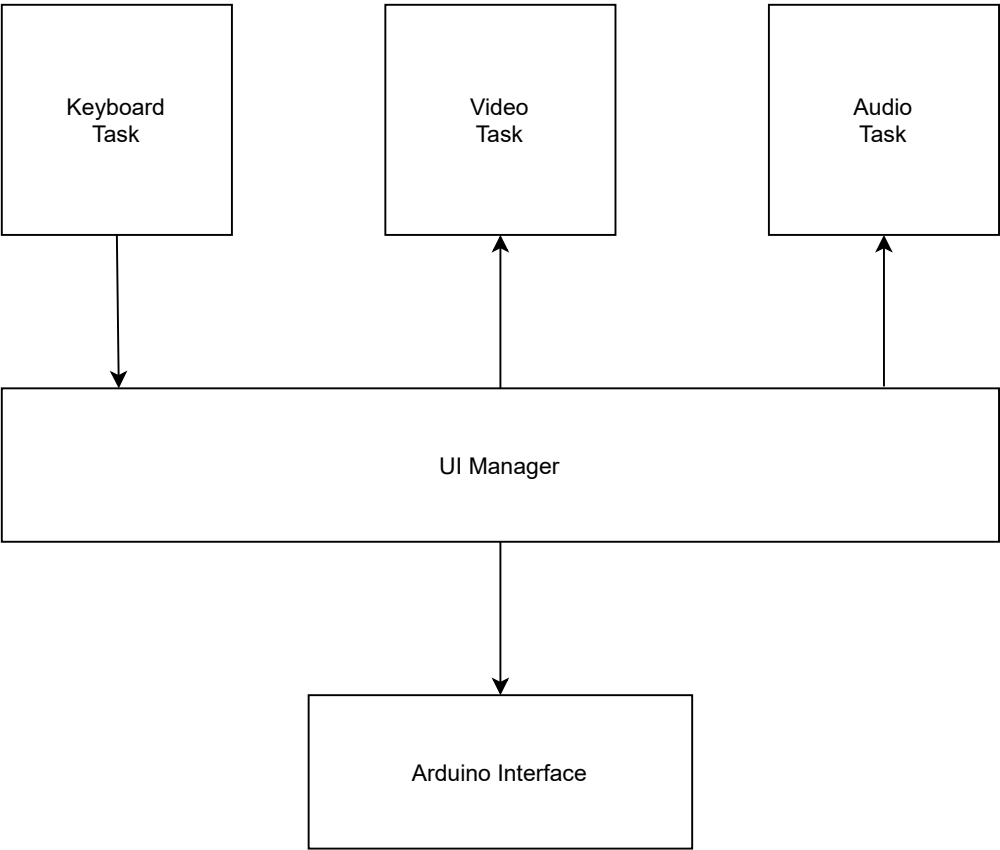 Keyboard
Task
Video
Task
Audio
Task
UI Manager
Arduino Interface